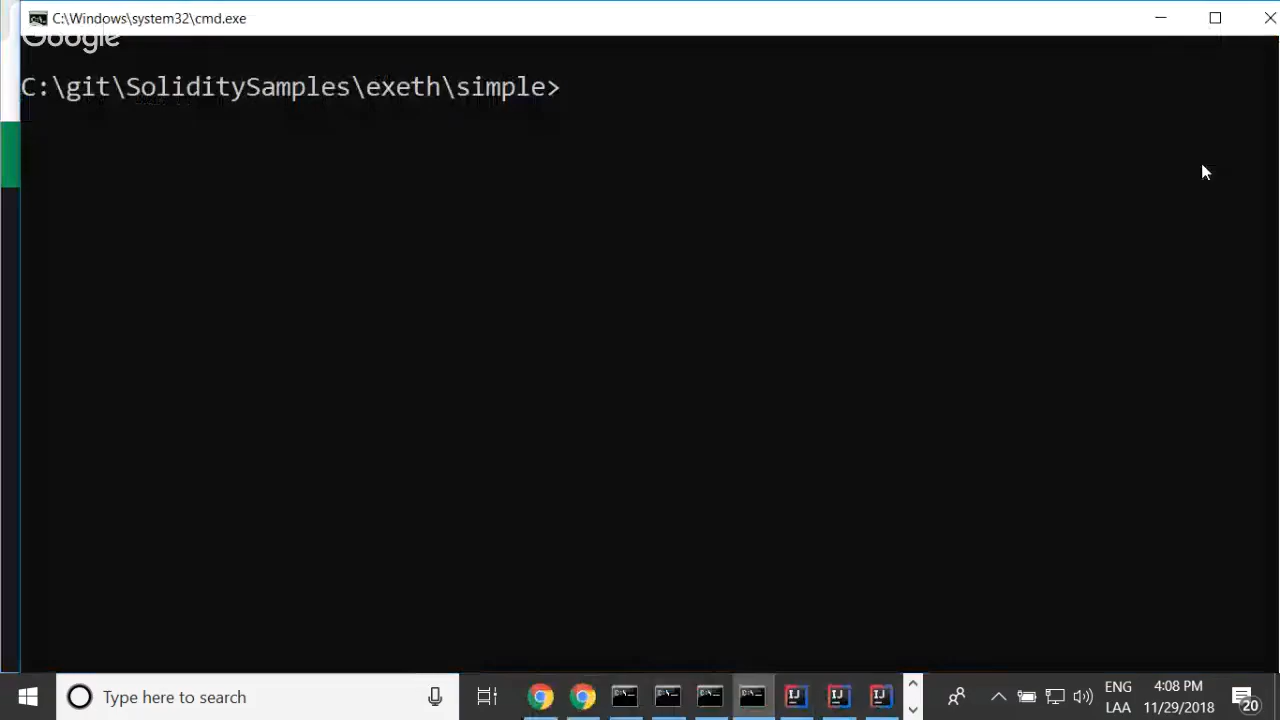 C:\Windows\system32\cmd.exe
Google
C:\git\SoliditySamples\exeth\simple>
Type here to search
ENG
LAA
4:08 PM
11/29/2018
20